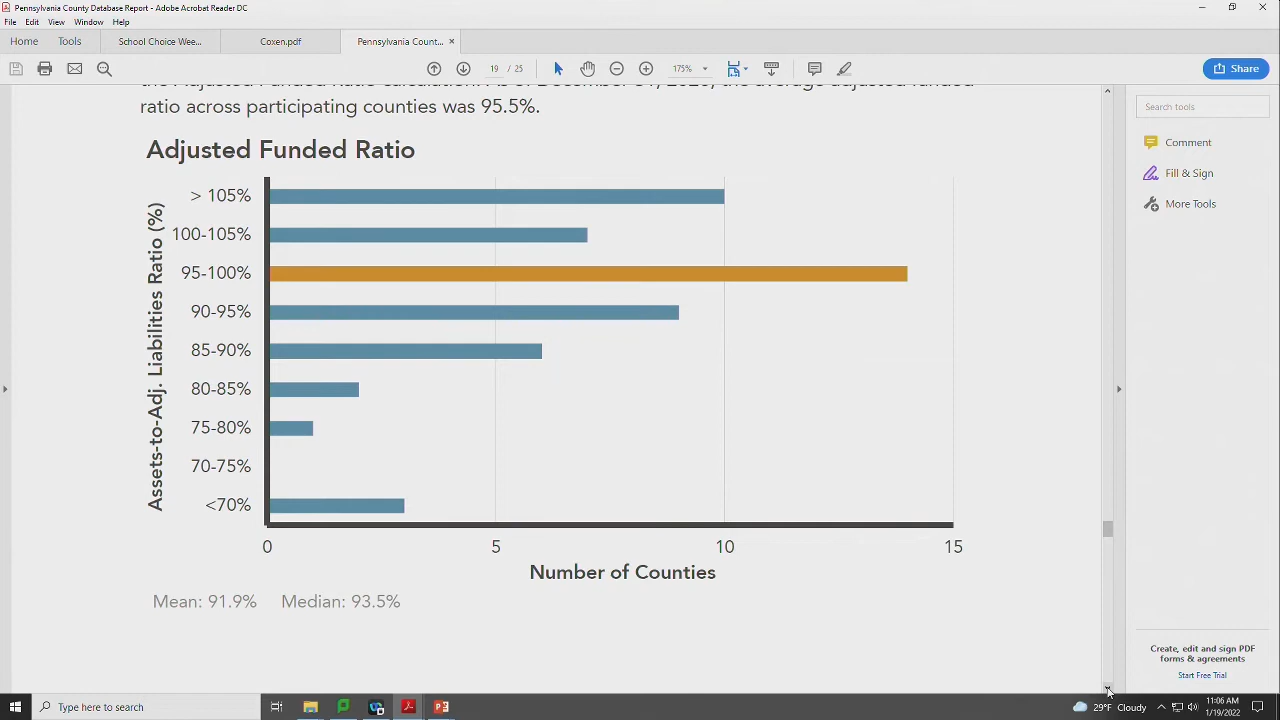 Pennsylvania County Database Report - Adobe Acrobat Reader DC
File Edit View Window Help
Home Tools School Choice Wee... Coxen.pdf Pennsylvania Count... ×
19 / 25 175% Share
ratio across participating counties was 95.5%.
Adjusted Funded Ratio
Assets-to-Adj. Liabilities Ratio (%)
> 105%
100-105%
95-100%
90-95%
85-90%
80-85%
75-80%
70-75%
<70%
0 5 10 15
Number of Counties
Mean: 91.9% Median: 93.5%
Search tools
Comment
Fill & Sign
More Tools
Create, edit and sign PDF
forms & agreements
Start Free Trial
Type here to search
29°F Cloudy
11:06 AM
1/19/2022